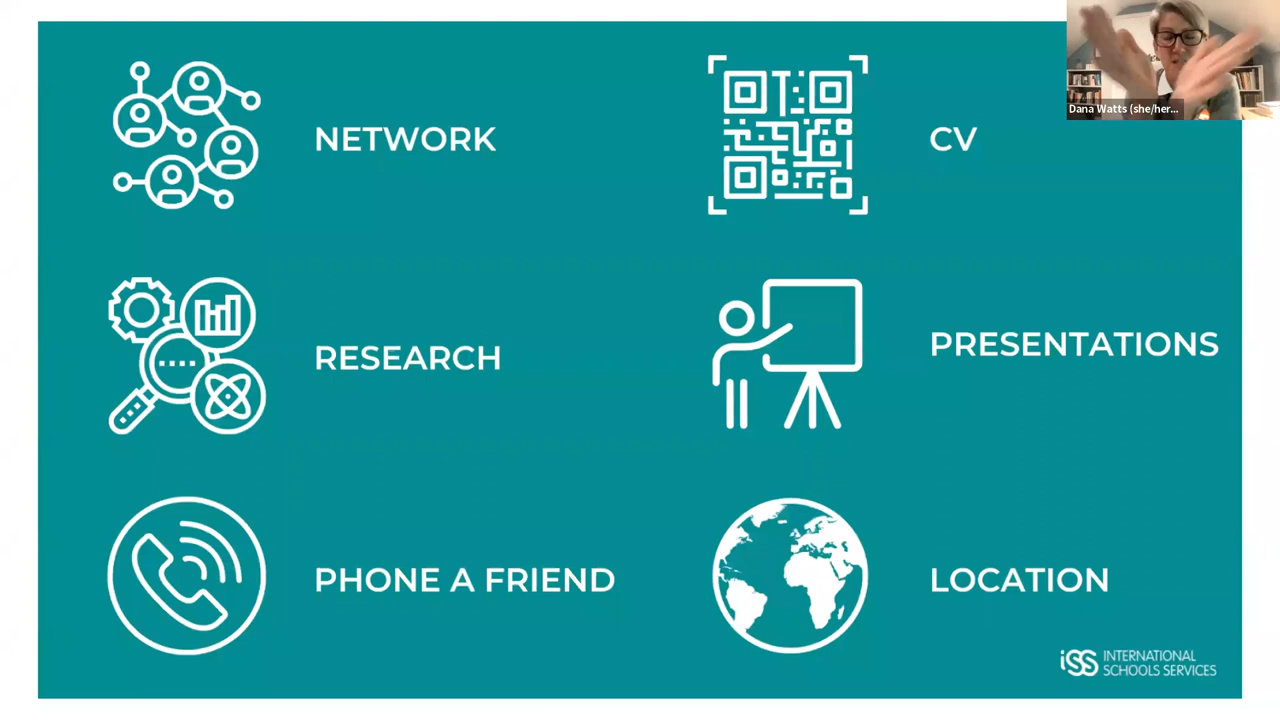 Dana Watts (she/her...
NETWORK
CV
RESEARCH
PRESENTATIONS
PHONE A FRIEND
LOCATION
iSS INTERNATIONAL
SCHOOLS SERVICES